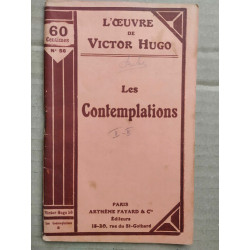 60
Centimes
N° 56
L'ŒUVRE
DE
VICTOR HUGO
Les
Contemplations
PARIS
ARTHÈME FAYARD & Cie
Éditeurs
18-20, rue du St-Gothard